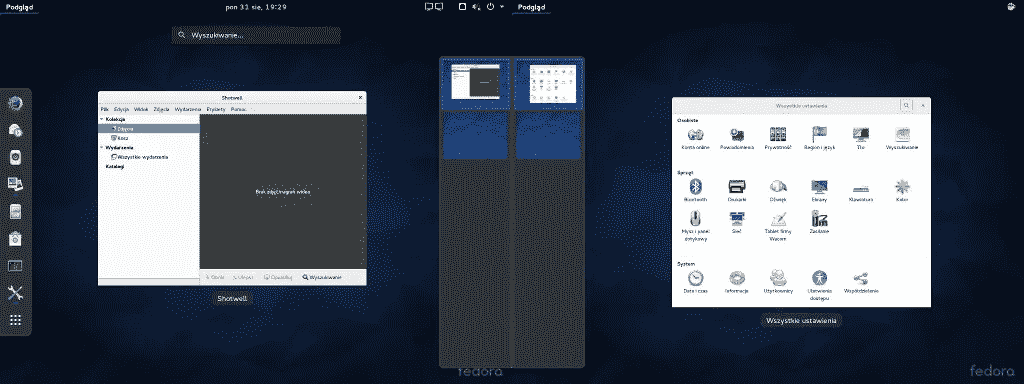 Podgląd
pon 31 sie, 19:29
Podgląd
Wyszukiwanie...
Shotwell
Plik Edycja Widok Zdjęcia Wydarzenia Etykiety Pomoc
Kolekcja
Zdjęcia
Kosz
Wydarzenia
Wszystkie wydarzenia
Katalogi
Brak zdjęć/nagrań wideo
Obróć Ulepsz Opublikuj Wyszukiwanie
Shotwell
Wszystkie ustawienia
Osobiste
Konta online Powiadomienia Prywatność Region i język Tło Wyszukiwanie
Sprzęt
Bluetooth Drukarki Dźwięk Ekrany Klawiatura Kolor
Mysz i panel dotykowy Sieć Tablet firmy Wacom Zasilanie
System
Data i czas Informacje Użytkownicy Ułatwienia dostępu Współdzielenie
Wszystkie ustawienia
fedora
fedora